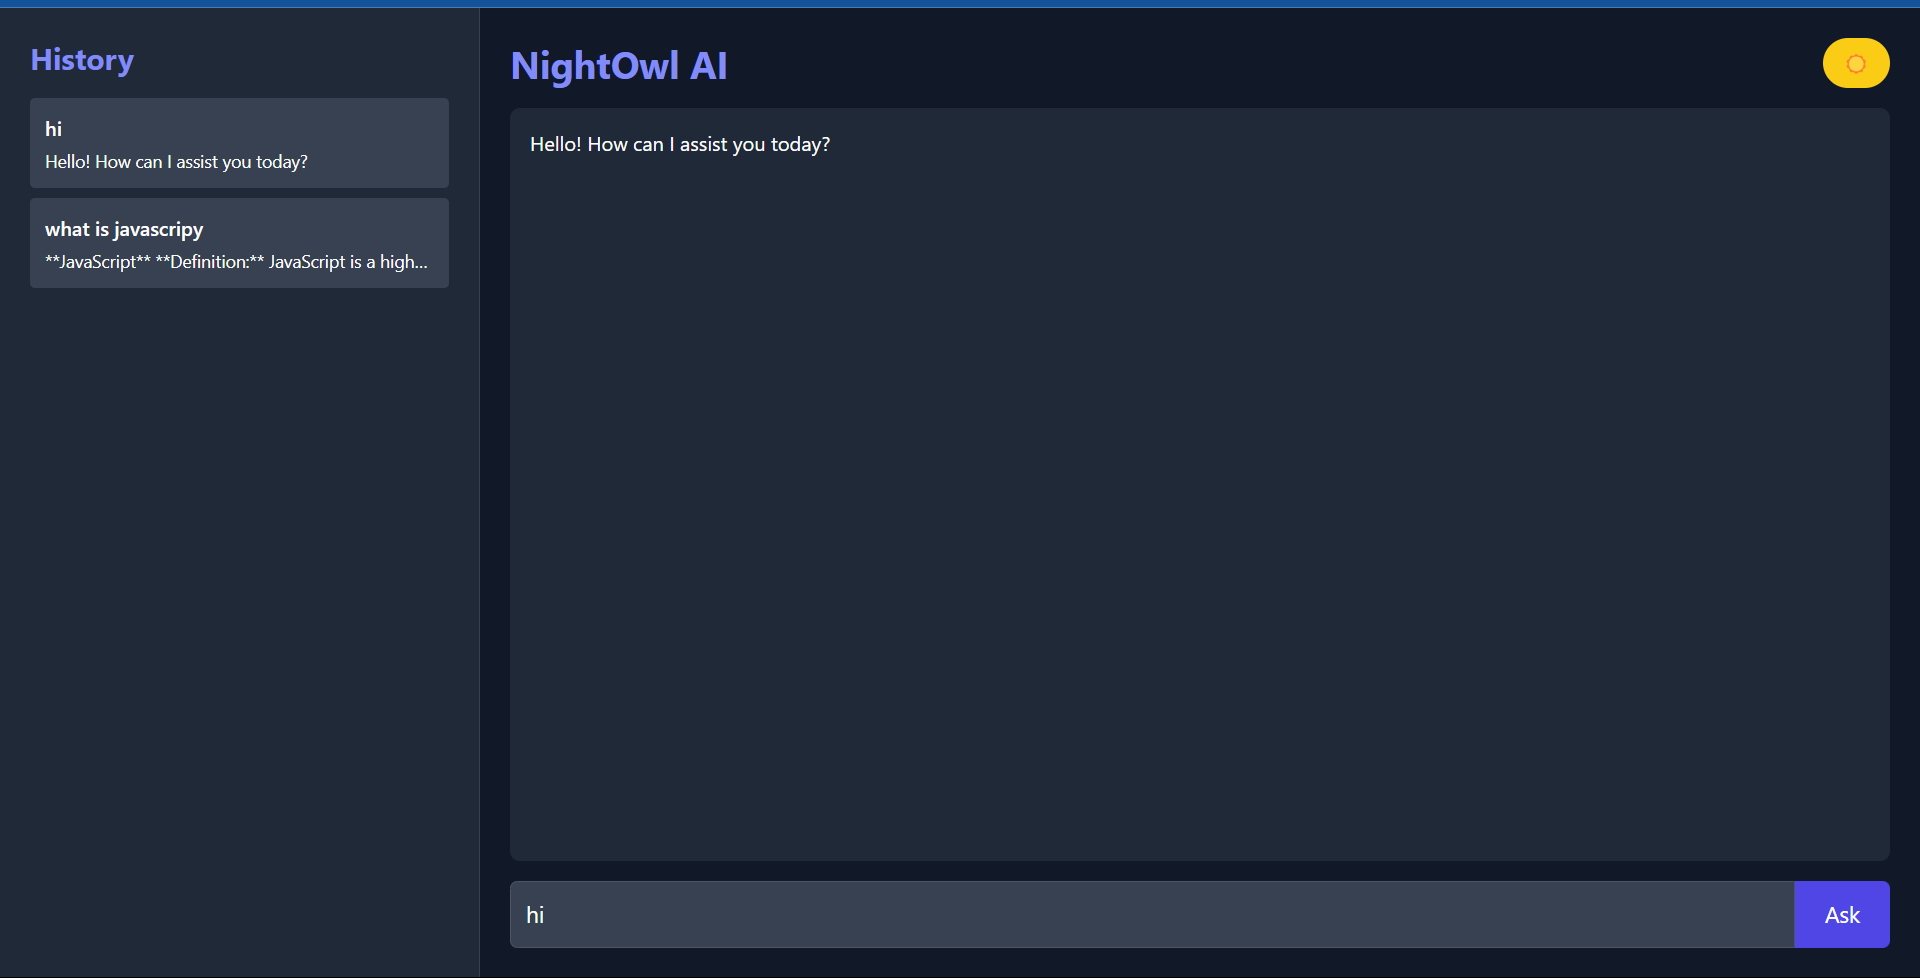 History
hi
Hello! How can I assist you today?
what is javascripy
**JavaScript** **Definition:** JavaScript is a high...
NightOwl AI
Hello! How can I assist you today?
hi
Ask